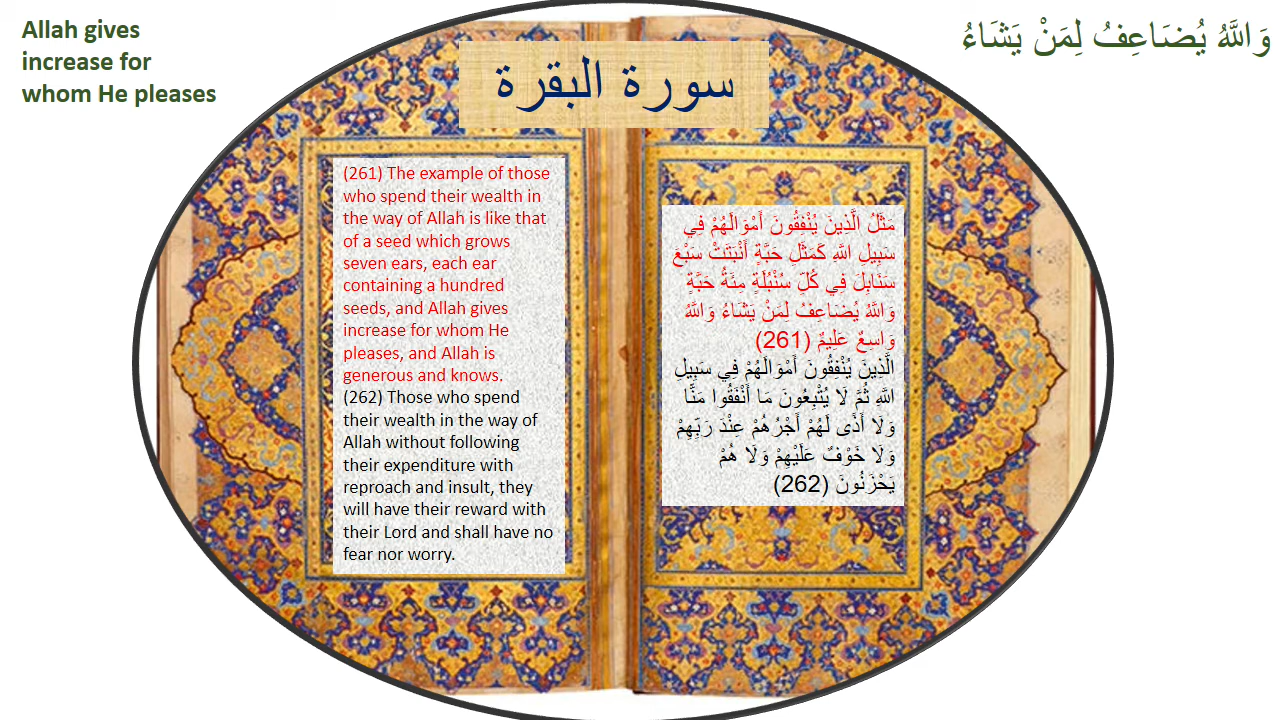 Allah gives
increase for
whom He pleases
وَاللَّهُ يُضَاعِفُ لِمَنْ يَشَاءُ
سورة البقرة
(261) The example of those
who spend their wealth in
the way of Allah is like that
of a seed which grows
seven ears, each ear
containing a hundred
seeds, and Allah gives
increase for whom He
pleases, and Allah is
generous and knows.
(262) Those who spend
their wealth in the way of
Allah without following
their expenditure with
reproach and insult, they
will have their reward with
their Lord and shall have no
fear nor worry.
مَثَلُ الَّذِينَ يُنْفِقُونَ أَمْوَالَهُمْ فِي
سَبِيلِ اللَّهِ كَمَثَلِ حَبَّةٍ أَنْبَتَتْ سَبْعَ
سَنَابِلَ فِي كُلِّ سُنْبُلَةٍ مِئَةُ حَبَّةٍ
وَاللَّهُ يُضَاعِفُ لِمَنْ يَشَاءُ وَاللَّهُ
وَاسِعٌ عَلِيمٌ (261)
الَّذِينَ يُنْفِقُونَ أَمْوَالَهُمْ فِي سَبِيلِ
اللَّهِ ثُمَّ لَا يُتْبِعُونَ مَا أَنْفَقُوا مَنًّا
وَلَا أَذًى لَهُمْ أَجْرُهُمْ عِنْدَ رَبِّهِمْ
وَلَا خَوْفٌ عَلَيْهِمْ وَلَا هُمْ
يَحْزَنُونَ (262)